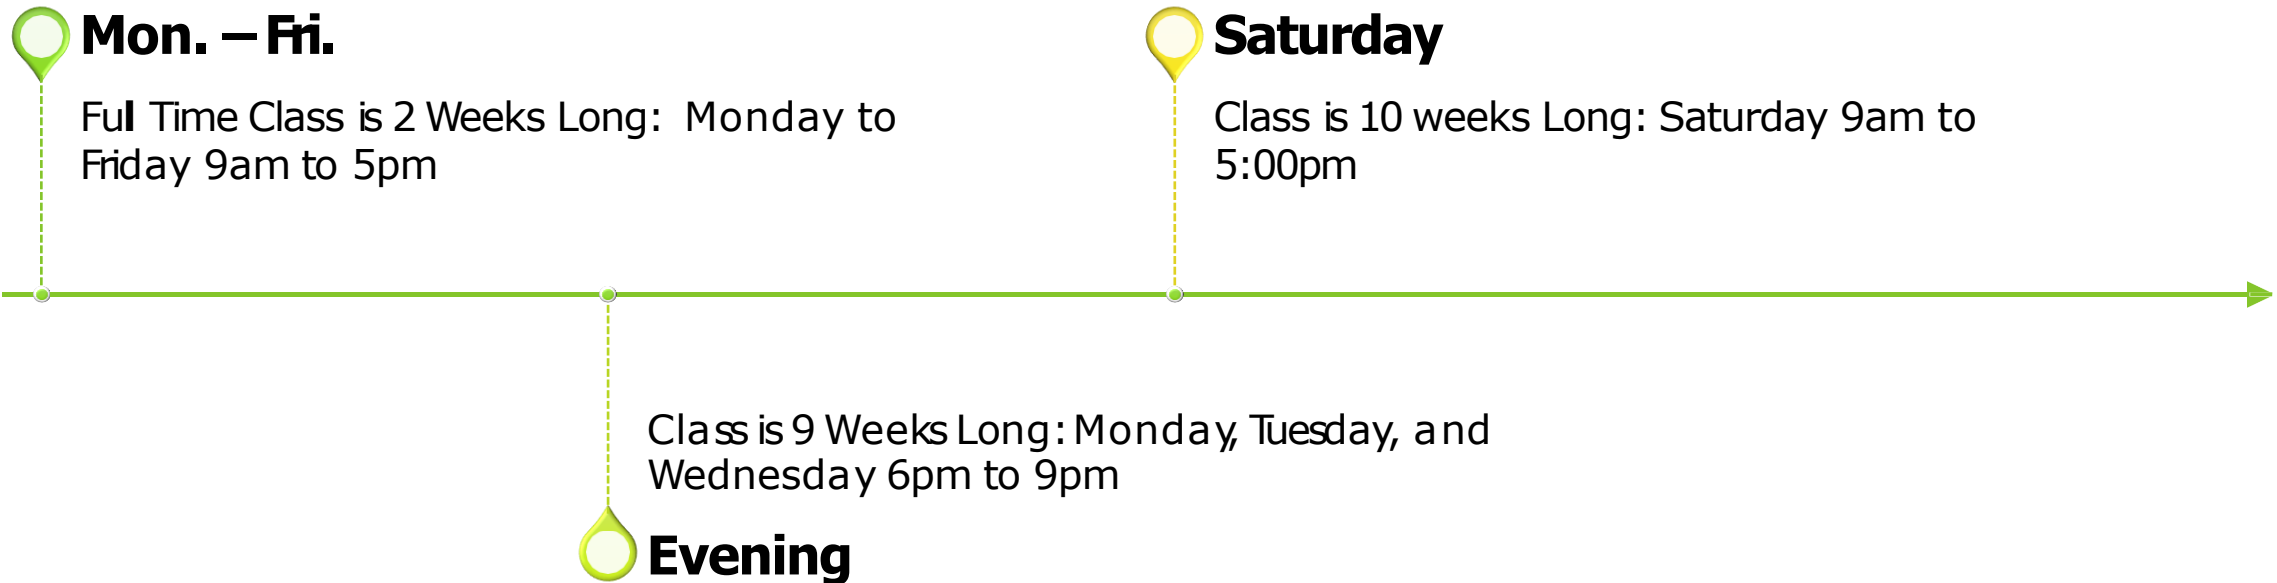 Mon. – Fri.
Full Time Class is 2 Weeks Long: Monday to
Friday 9am to 5pm
Saturday
Class is 10 weeks Long: Saturday 9am to
5:00pm
Class is 9 Weeks Long: Monday, Tuesday, and
Wednesday 6pm to 9pm
Evening